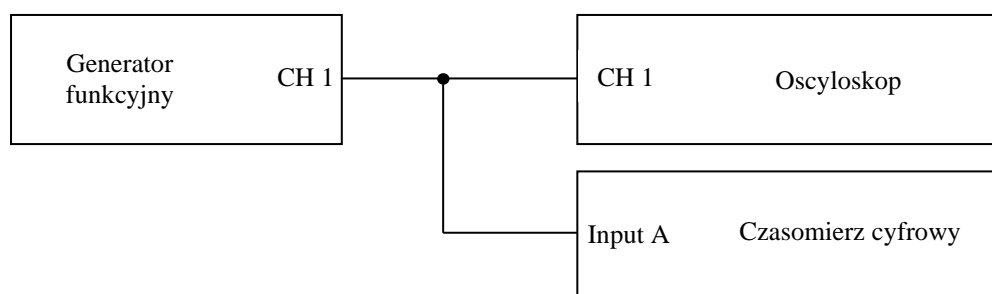 Generator
funkcyjny
CH 1
CH 1
Oscyloskop
Input A
Czasomierz cyfrowy